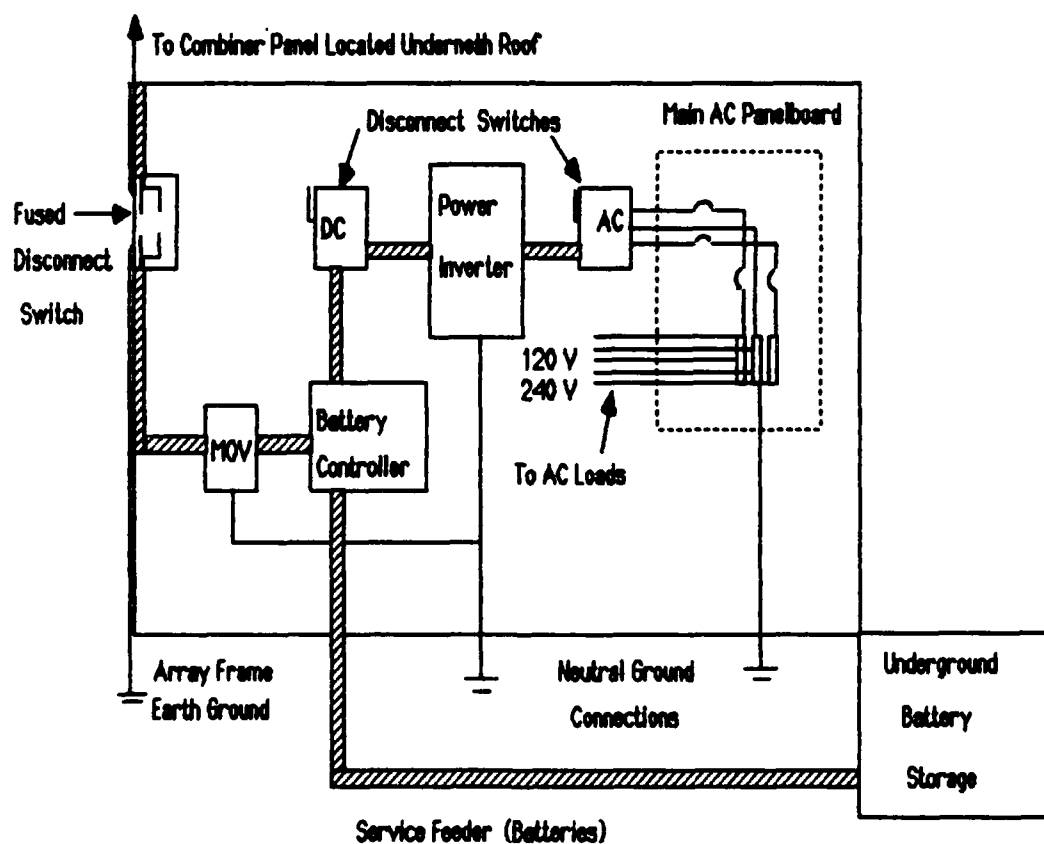 To Combiner Panel Located Underneth Roof
Disconnect Switches
Main AC Panelboard
Fused
Disconnect
Switch
DC
Power
Inverter
AC
120 V
240 V
To AC Loads
MOV
Battery
Controller
Array Frame
Earth Ground
Neutral Ground
Connections
Underground
Battery
Storage
Service Feeder (Batteries)